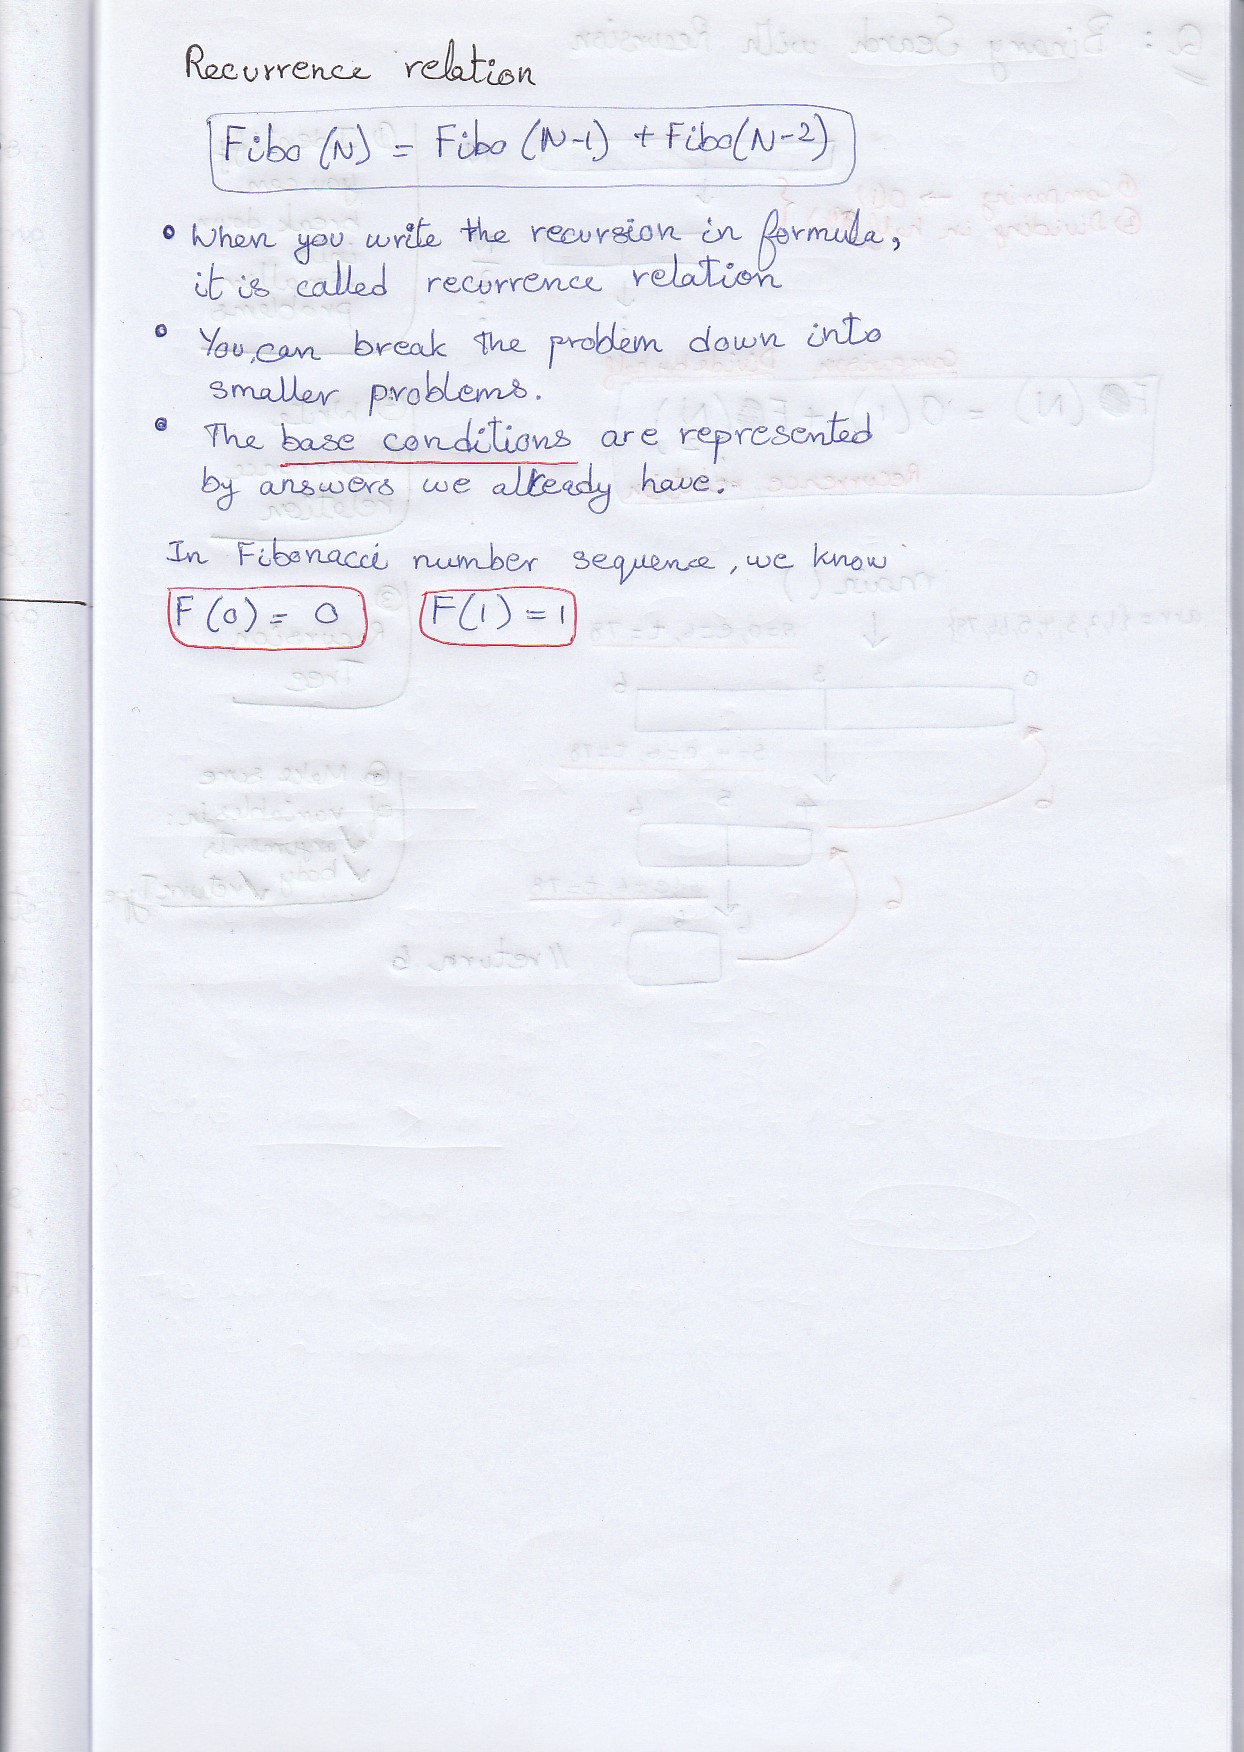 Recurrence relation
Fibo (N) = Fibo (N-1) + Fibo(N-2)
• When you write the recursion in formula,
it is called recurrence relation
• You can break the problem down into
smaller problems.
• The base conditions are represented
by answers we already have.
In Fibonacci number sequence, we know
F(0) = 0 F(1) = 1